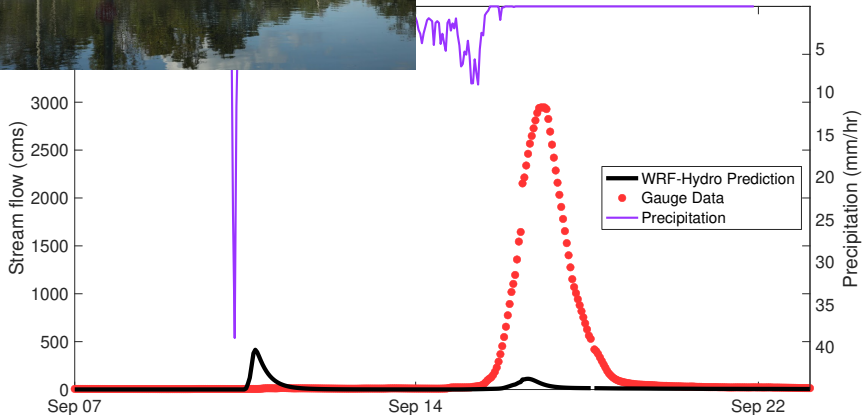 3000
2500
2000
1500
1000
500
0
Stream flow (cms)
Sep 07
Sep 14
Sep 22
5
10
15
20
25
30
35
40
Precipitation (mm/hr)
WRF-Hydro Prediction
Gauge Data
Precipitation